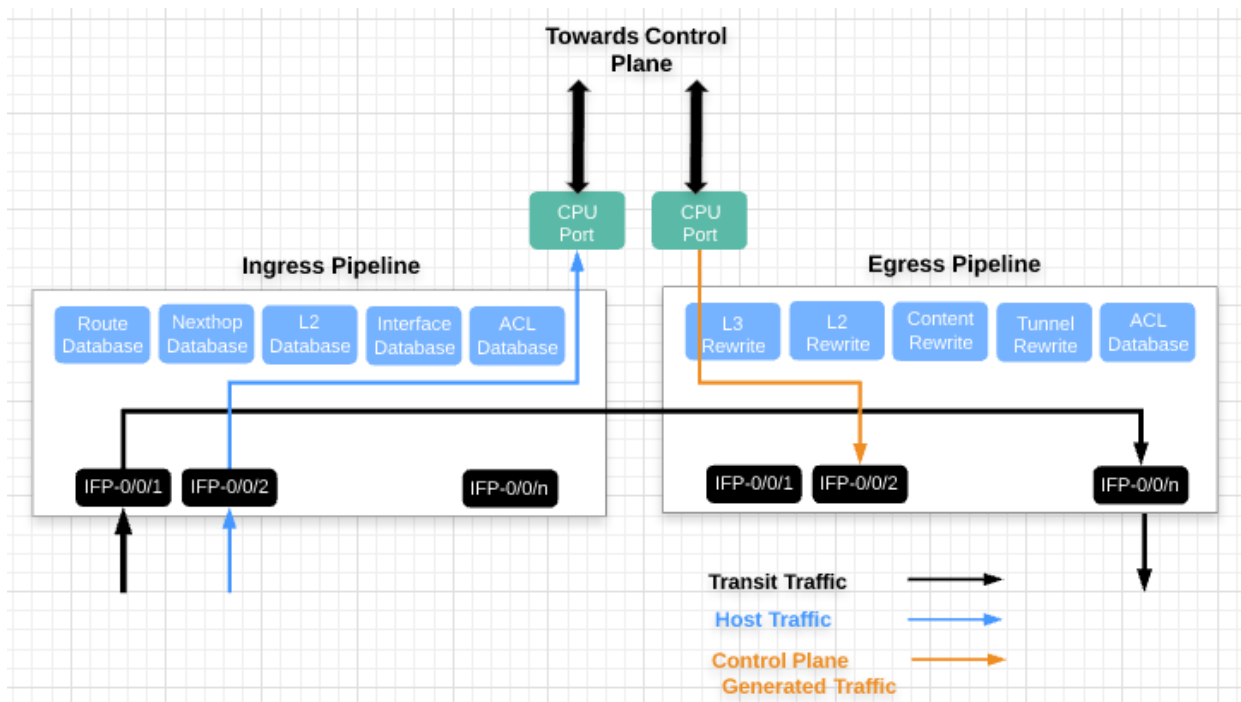 Towards Control
Plane
CPU
Port
CPU
Port
Ingress Pipeline
Egress Pipeline
Route
Database
Nexthop
Database
L2
Database
Interface
Database
ACL
Database
L3
Rewrite
L2
Rewrite
Content
Rewrite
Tunnel
Rewrite
ACL
Database
IFP-0/0/1
IFP-0/0/2
IFP-0/0/n
IFP-0/0/1
IFP-0/0/2
IFP-0/0/n
Transit Traffic
Host Traffic
Control Plane
Generated Traffic